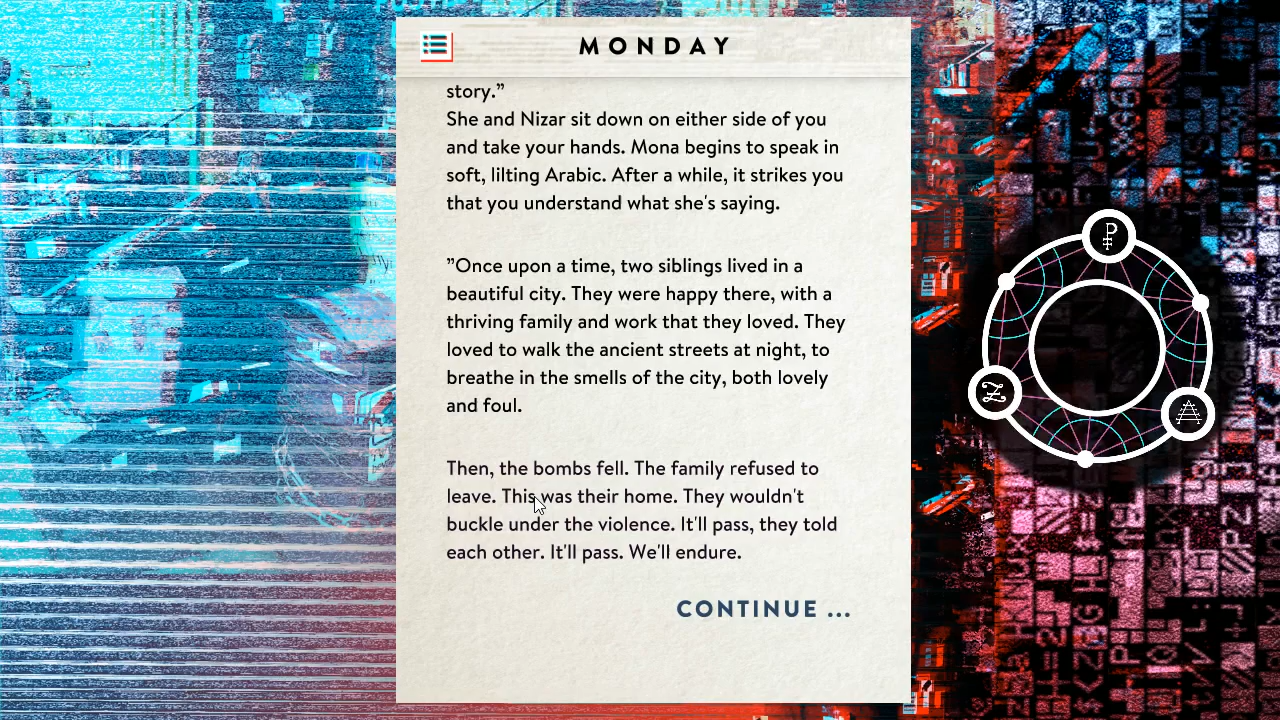 MONDAY
story.”
She and Nizar sit down on either side of you
and take your hands. Mona begins to speak in
soft, lilting Arabic. After a while, it strikes you
that you understand what she's saying.
”Once upon a time, two siblings lived in a
beautiful city. They were happy there, with a
thriving family and work that they loved. They
loved to walk the ancient streets at night, to
breathe in the smells of the city, both lovely
and foul.
Then, the bombs fell. The family refused to
leave. This was their home. They wouldn't
buckle under the violence. It'll pass, they told
each other. It'll pass. We'll endure.
CONTINUE ...